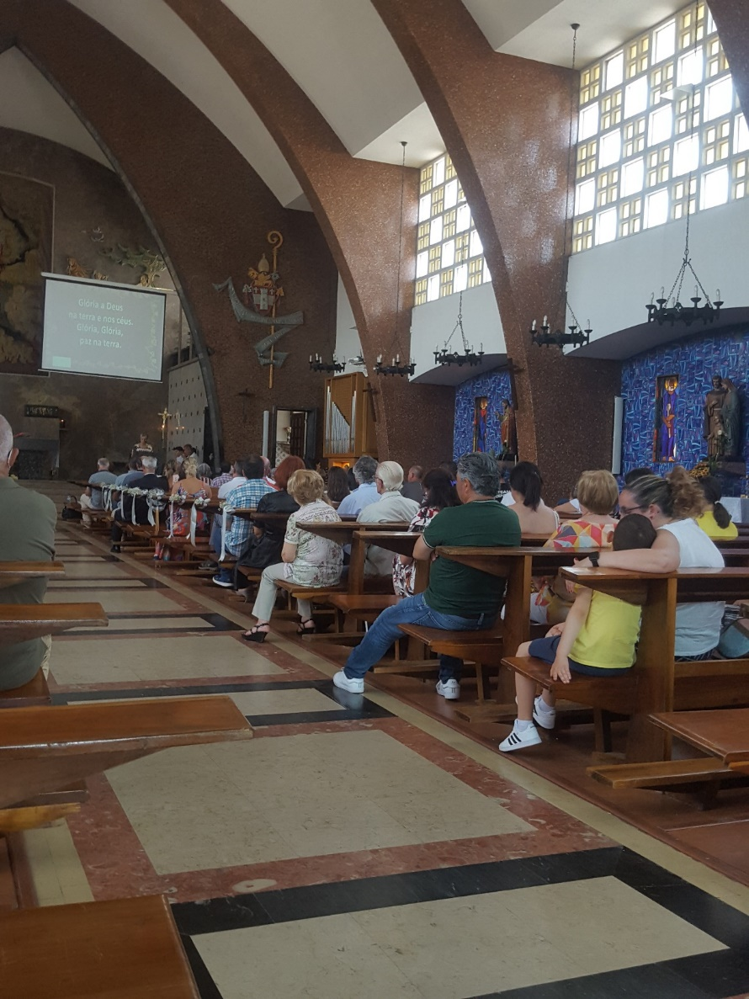 Glória a Deus
na terra e nos céus.
Glória, Glória,
paz na terra.